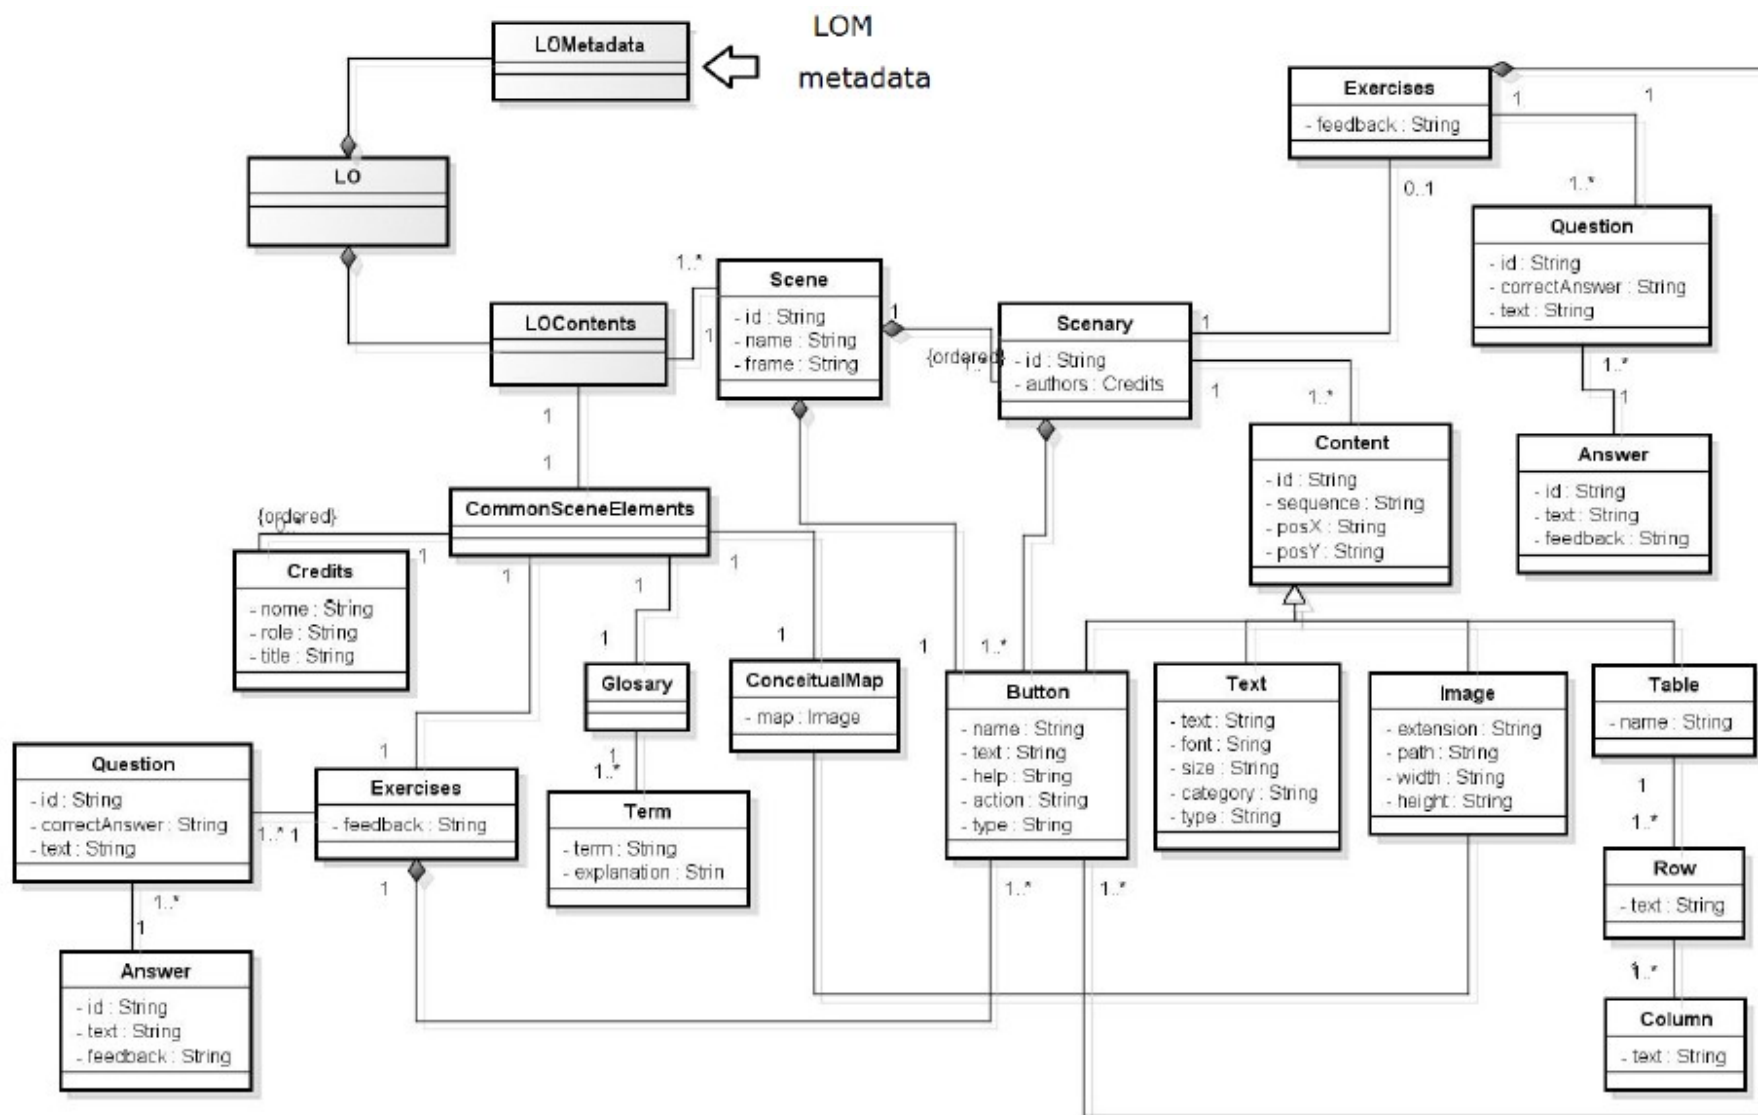 LOM
metadata
LOMetadata
LO
LOContents
1..*
1
Scene
- id : String
- name : String
- frame : String
1
{ordered}
1..*
Scenary
- id : String
- authors : Credits
1
0..1
Exercises
- feedback : String
1
1
1..*
Question
- id : String
- correctAnswer : String
- text : String
1..*
1
Answer
- id : String
- text : String
- feedback : String
1
1..*
Content
- id : String
- sequence : String
- posX : String
- posY : String
1
1
CommonSceneElements
{ordered}
0..*
1
1
1
1
Credits
- nome : String
- role : String
- title : String
1
Glosary
1
1..*
Term
- term : String
- explanation : Strin
1
ConceitualMap
- map : Image
1
1..*
Button
- name : String
- text : String
- help : String
- action : String
- type : String
1..*
1..*
Text
- text : String
- font : Sring
- size : String
- category : String
- type : String
Image
- extension : String
- path : String
- width : String
- height : String
Table
- name : String
1
1..*
Row
- text : String
1..*
Column
- text : String
1
Exercises
- feedback : String
1
Question
- id : String
- correctAnswer : String
- text : String
1..* 1
1..*
1
Answer
- id : String
- text : String
- feedback : String